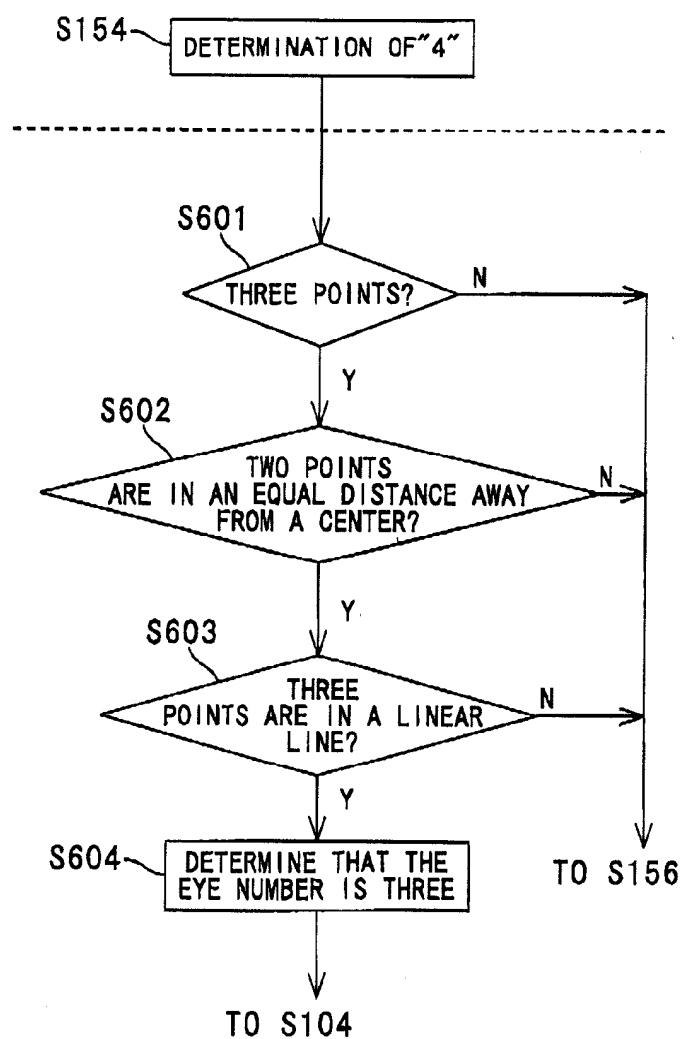 S154
DETERMINATION OF"4"
S601
THREE POINTS?
N
Y
S602
TWO POINTS
ARE IN AN EQUAL DISTANCE AWAY
FROM A CENTER?
N
Y
S603
THREE
POINTS ARE IN A LINEAR
LINE?
N
Y
S604
DETERMINE THAT THE
EYE NUMBER IS THREE
TO S156
TO S104